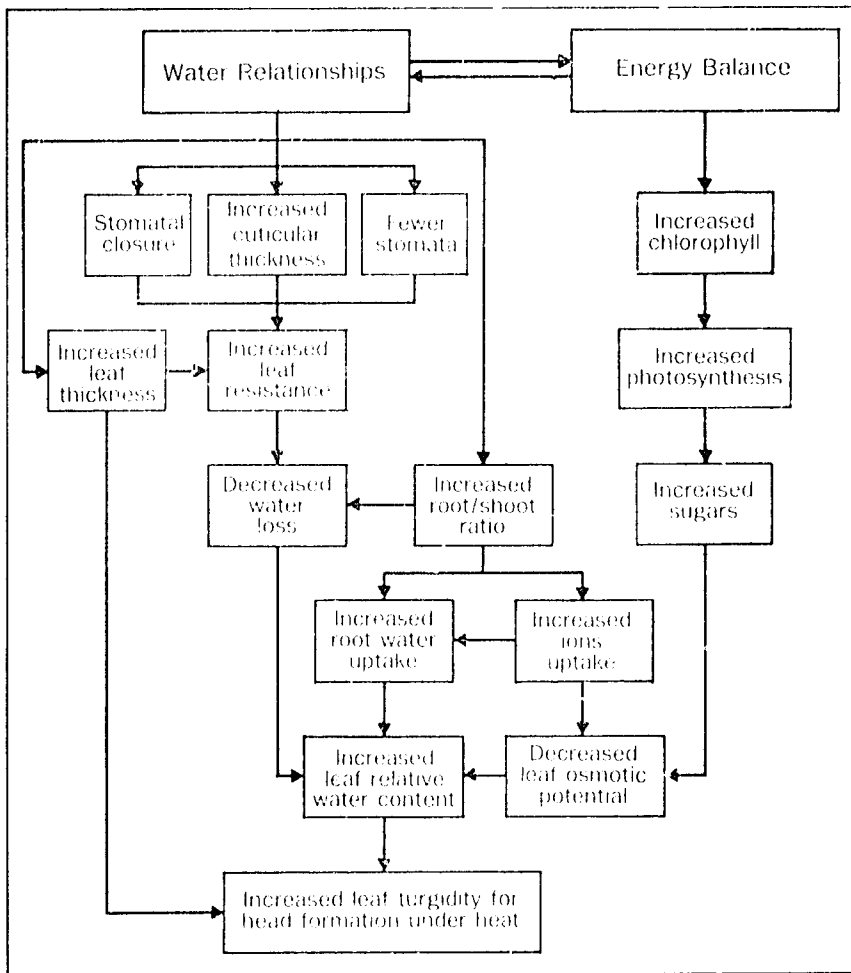 Water Relationships
Energy Balance
Stomatal
closure
Increased
cuticular
thickness
Fewer
stomata
Increased
chlorophyll
Increased
leaf
thickness
Increased
leaf
resistance
Increased
photosynthesis
Decreased
water
loss
Increased
root/shoot
ratio
Increased
sugars
Increased
root water
uptake
Increased
ions
uptake
Increased
leaf relative
water content
Decreased
leaf osmotic
potential
Increased leaf turgidity for
head formation under heat